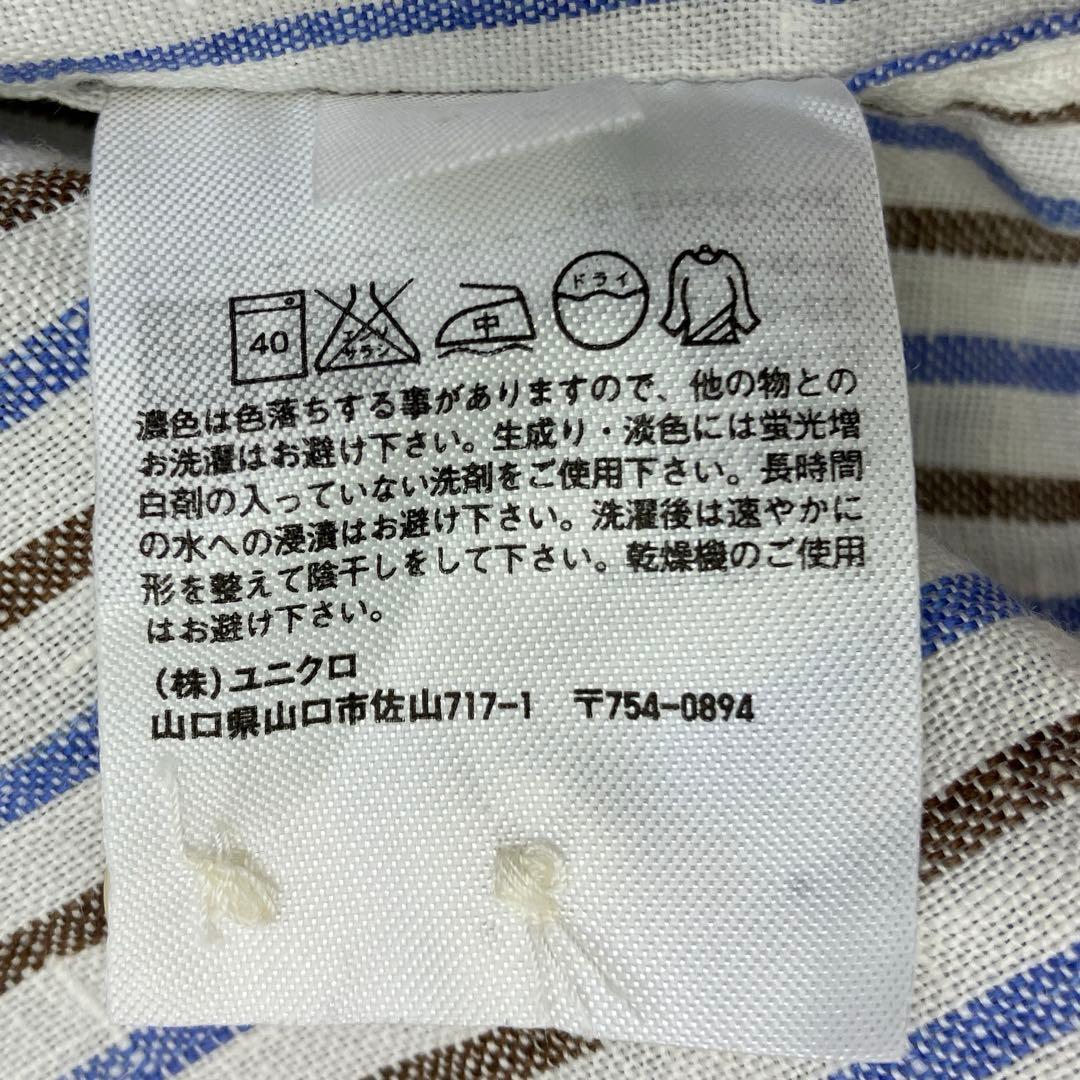 40
エンソ
サラシ
中
ドライ
濃色は色落ちする事がありますので、他の物との
お洗濯はお避け下さい。生成り・淡色には蛍光増
白剤の入っていない洗剤をご使用下さい。長時間
の水への浸漬はお避け下さい。洗濯後は速やかに
形を整えて陰干しをして下さい。乾燥機のご使用
はお避け下さい。
(株)ユニクロ
山口県山口市佐山717-1 〒754-0894